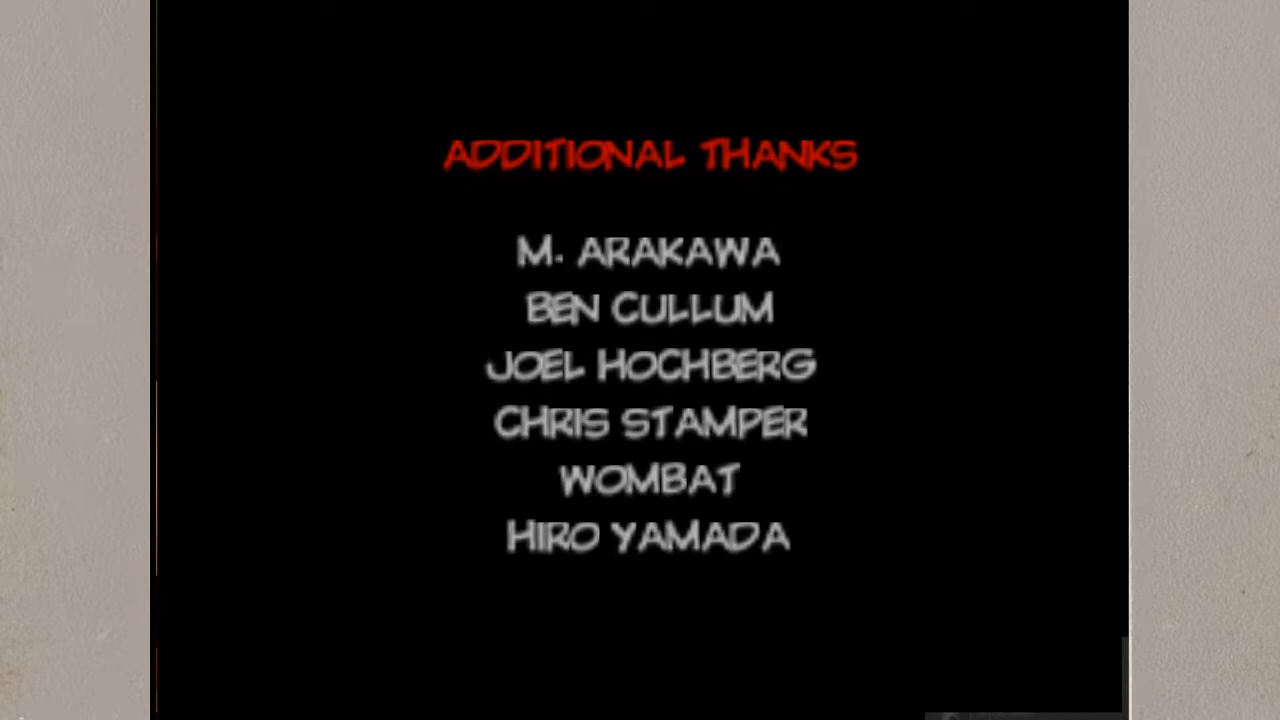 ADDITIONAL THANKS
M. ARAKAWA
BEN CULLUM
JOEL HOCHBERG
CHRIS STAMPER
WOMBAT
HIRO YAMADA